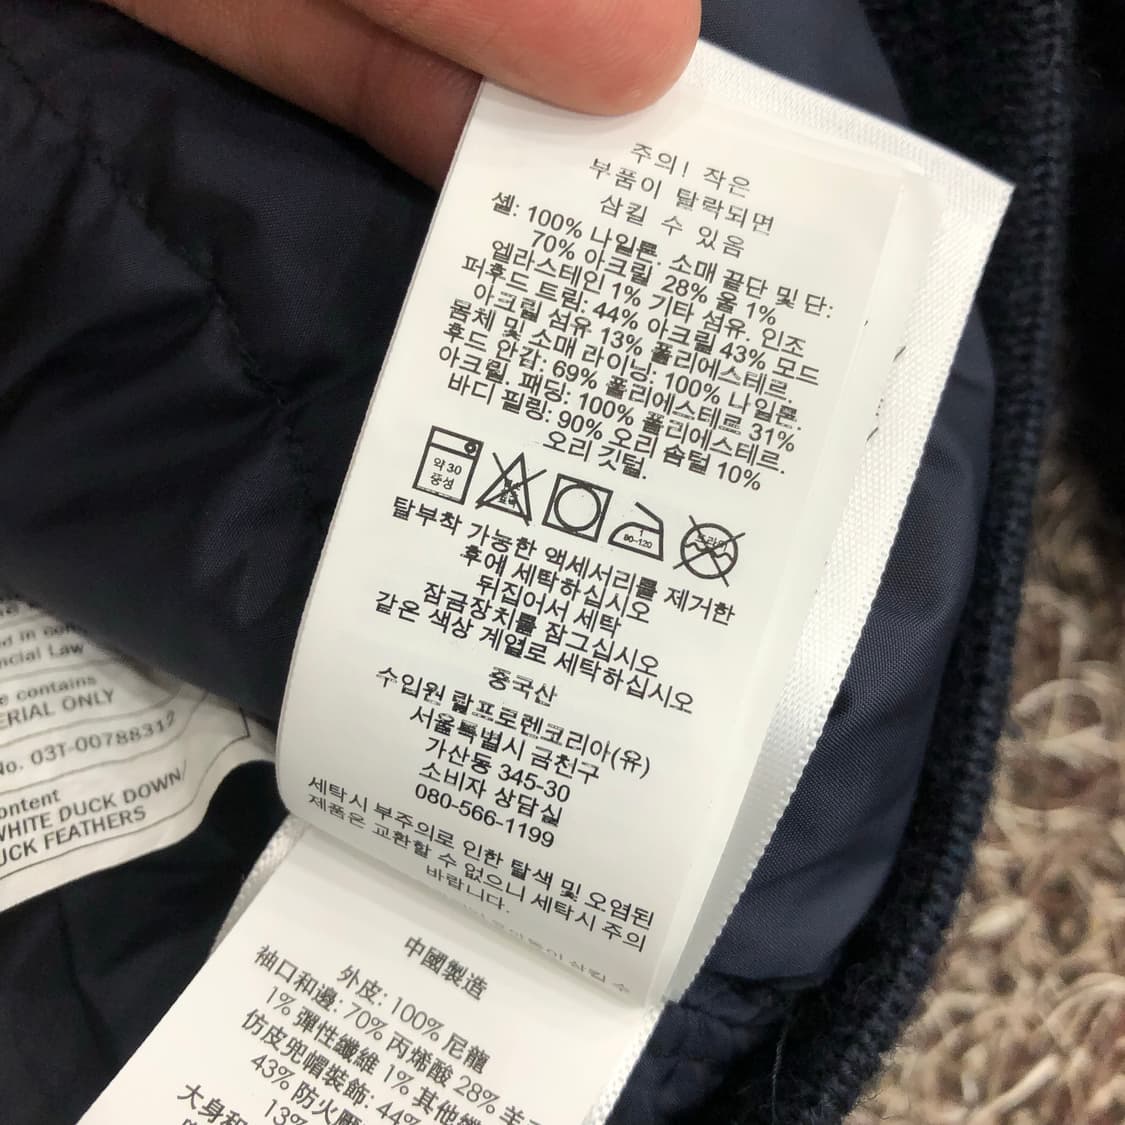 주의! 작은
부품이 탈락되면
삼킬 수 있음
셸: 100% 나일론. 소매 끝단 및 단:
70% 아크릴 28% 울 1%
엘라스테인 1% 기타 섬유. 인조
퍼후드 트림: 44% 아크릴 43% 모드
아크릴 섬유 13% 폴리에스테르.
몸체 및 소매 라이닝: 100% 나일론.
후드 안감: 69% 폴리에스테르 31%
아크릴. 패딩: 100% 폴리에스테르.
바디 필링: 90% 오리 솜털 10%
오리 깃털.
약 30
중성
1
80~120
드라이
탈부착 가능한 액세서리를 제거한
후에 세탁하십시오
뒤집어서 세탁
잠금장치를 잠그십시오
같은 색상 계열로 세탁하십시오
중국산
수입원 랄프로렌코리아(유)
서울특별시 금천구
가산동 345-30
소비자 상담실
080-566-1199
세탁시 부주의로 인한 탈색 및 오염된
제품은 교환할 수 없으니 세탁시 주의
바랍니다.
中國製造
外皮: 100% 尼龍
袖口和邊: 70% 丙烯酸 28% 羊
1% 彈性纖維 1% 其他纖
仿皮兜帽裝飾: 44%
43% 防火
13%
大身和
ed in
ncial Law
e contains
ERIAL ONLY
No. 03T-00788312
ontent
WHITE DUCK DOWN/
UCK FEATHERS